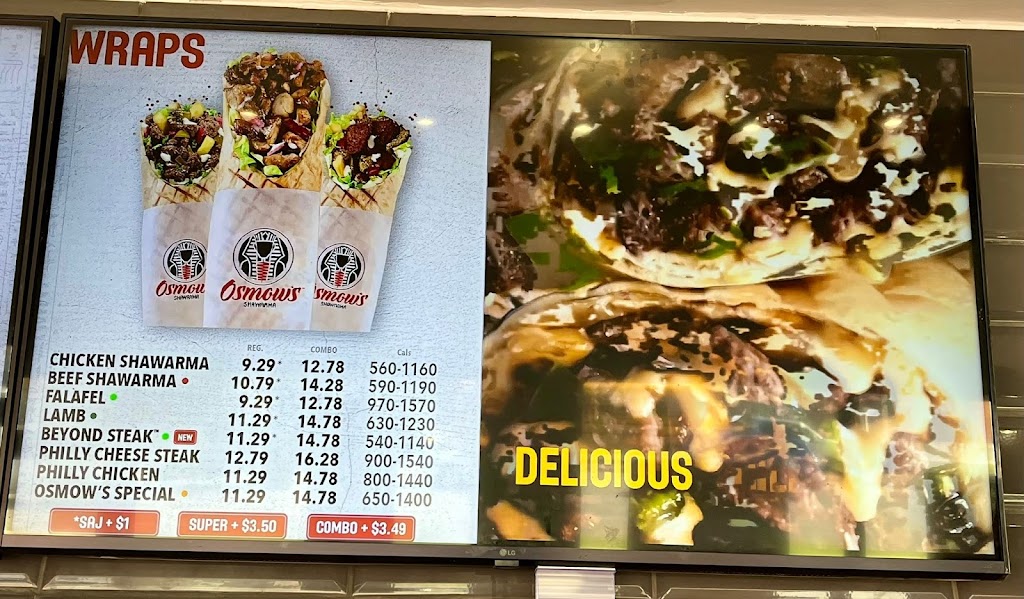 WRAPS
Osmow's
SHAWARMA
Osmow's
SHAWARMA
Osmow's
SHAWARMA
REG. COMBO Cals
CHICKEN SHAWARMA 9.29* 12.78 560-1160
BEEF SHAWARMA 10.79* 14.28 590-1190
FALAFEL 9.29* 12.78 970-1570
LAMB 11.29* 14.78 630-1230
BEYOND STEAK™ NEW 11.29* 14.78 540-1140
PHILLY CHEESE STEAK 12.79 16.28 900-1540
PHILLY CHICKEN 11.29 14.78 800-1440
OSMOW'S SPECIAL 11.29 14.78 650-1400
*SAJ + $1 SUPER + $3.50 COMBO + $3.49
DELICIOUS
LG